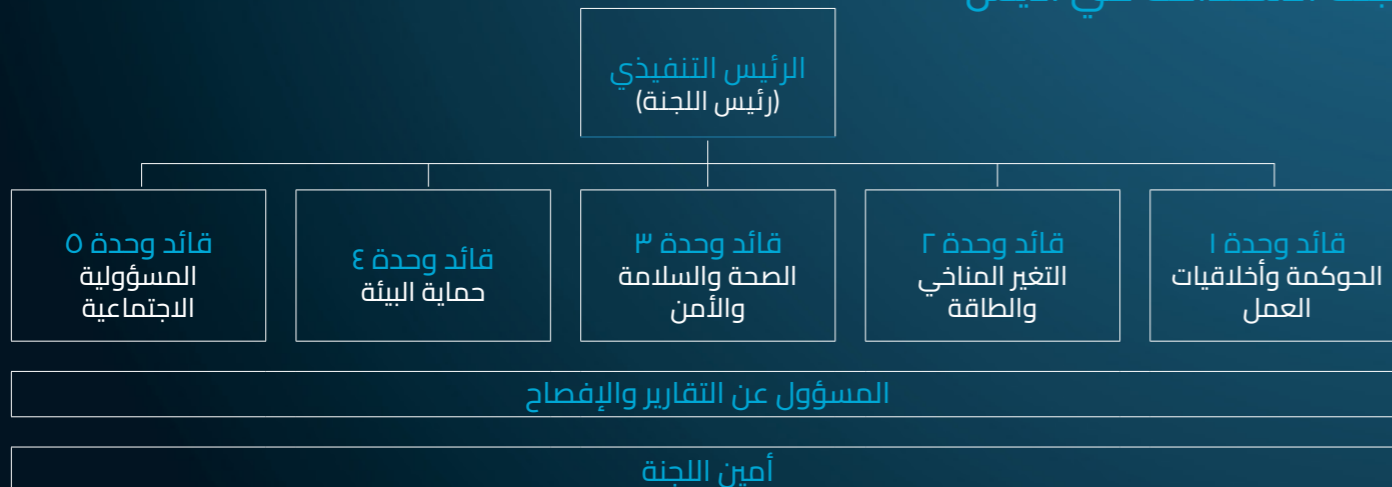 الرئيس التنفيذي
(رئيس اللجنة)
قائد وحدة ١
الحوكمة وأخلاقيات
العمل
قائد وحدة ٢
التغير المناخي
والطاقة
قائد وحدة ٣
الصحة والسلامة
والأمن
قائد وحدة ٤
حماية البيئة
قائد وحدة ٥
المسؤولية
الاجتماعية
المسؤول عن التقارير والإفصاح
أمين اللجنة